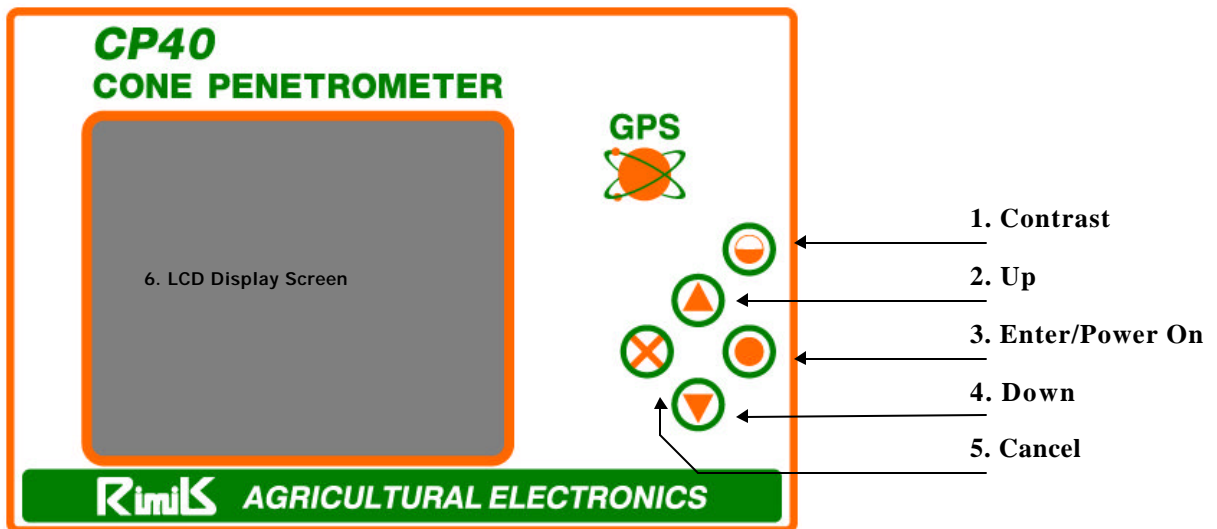 CP40
CONE PENETROMETER
GPS
1. Contrast
2. Up
6. LCD Display Screen
3. Enter/Power On
4. Down
5. Cancel
Rimik AGRICULTURAL ELECTRONICS